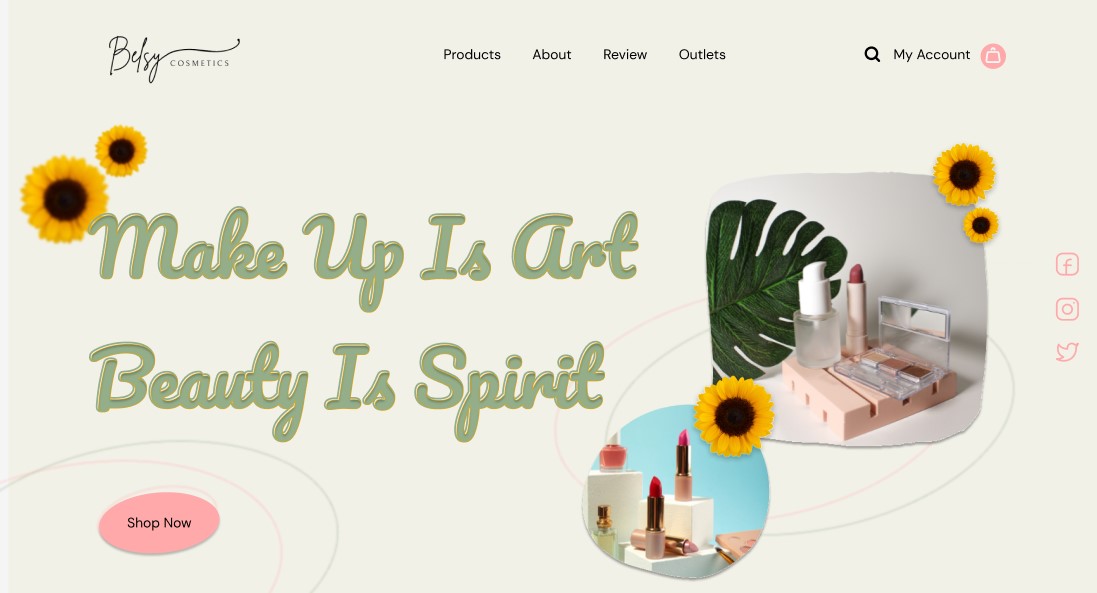 Belsy
COSMETICS
Products About Review Outlets
My Account
Make Up Is Art
Beauty Is Spirit
Shop Now